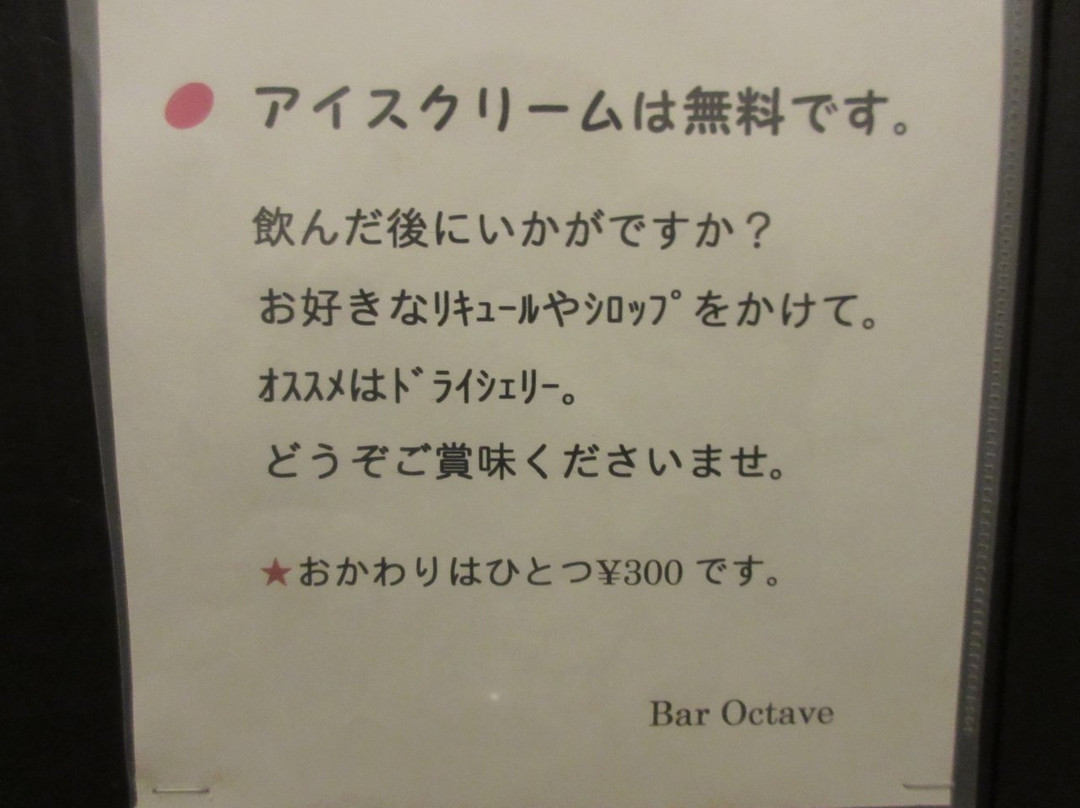 ● アイスクリームは無料です。
飲んだ後にいかがですか？
お好きなﾘｷｭｰﾙやｼﾛｯﾌﾟをかけて。
ｵｽｽﾒはﾄﾞﾗｲｼｪﾘｰ。
どうぞご賞味くださいませ。
★おかわりはひとつ¥300 です。
Bar Octave